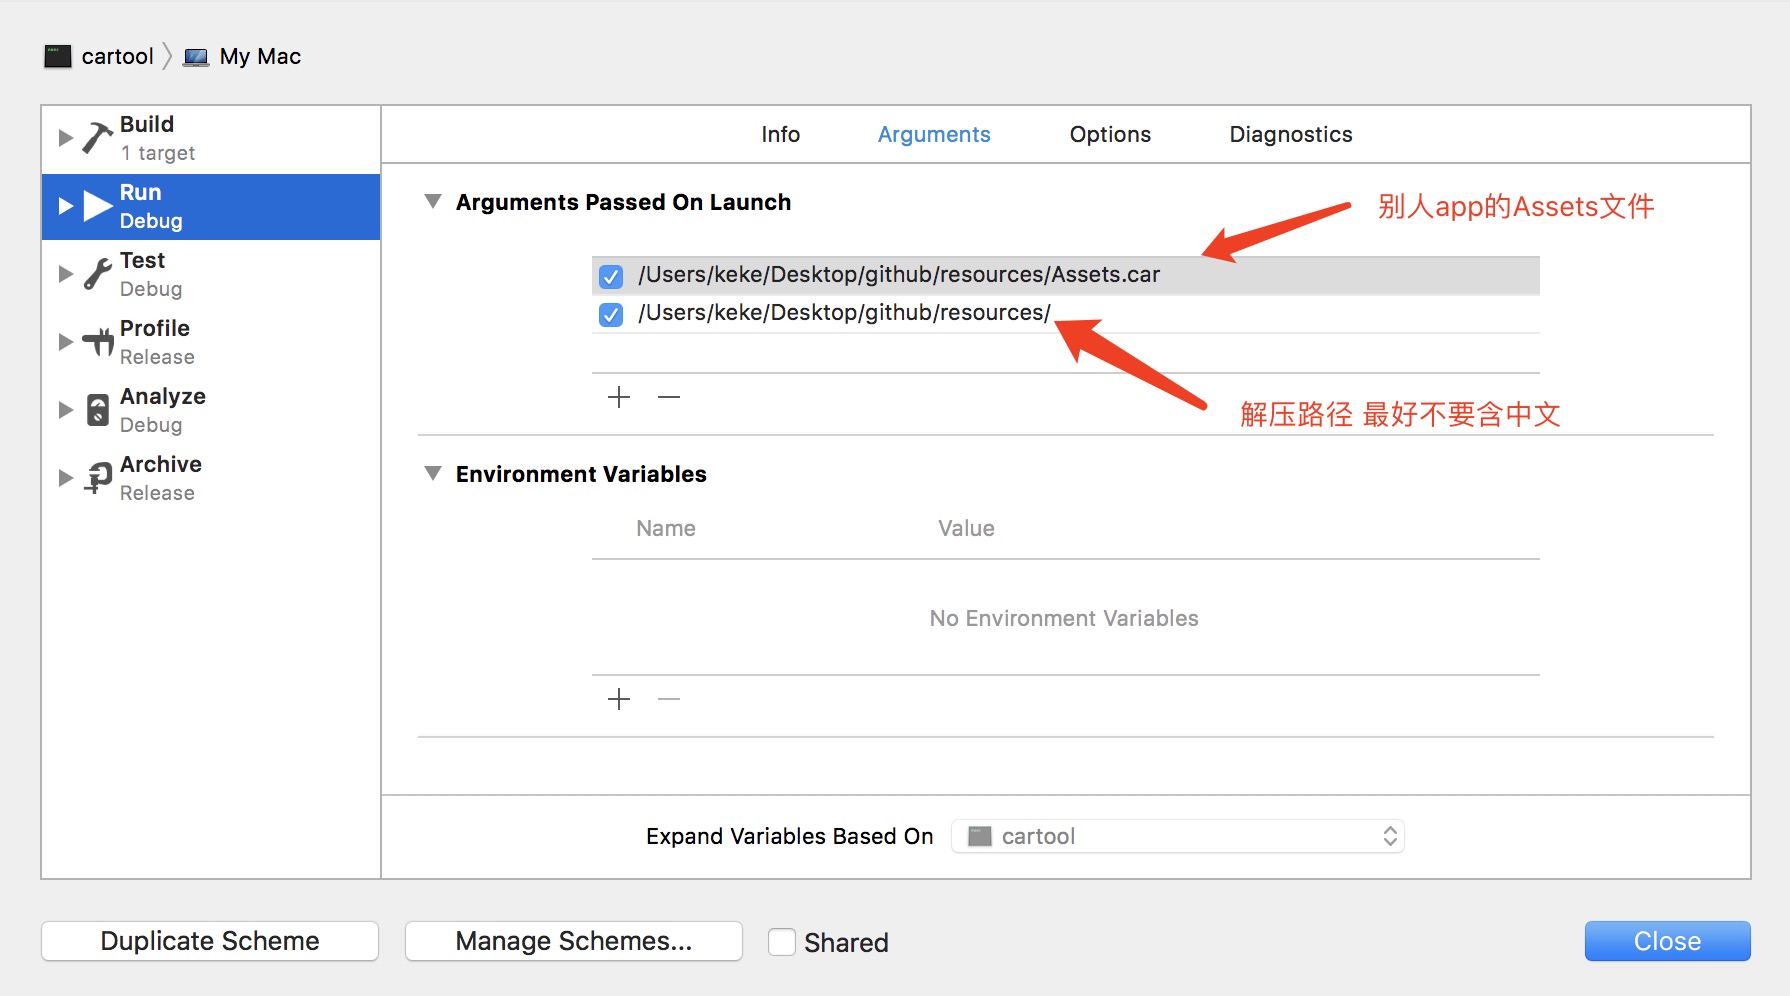 cartool My Mac
Build
1 target
Run
Debug
Test
Debug
Profile
Release
Analyze
Debug
Archive
Release
Info Arguments Options Diagnostics
Arguments Passed On Launch
别人app的Assets文件
/Users/keke/Desktop/github/resources/Assets.car
/Users/keke/Desktop/github/resources/
解压路径 最好不要含中文
Environment Variables
Name Value
No Environment Variables
Expand Variables Based On cartool
Duplicate Scheme Manage Schemes... Shared Close